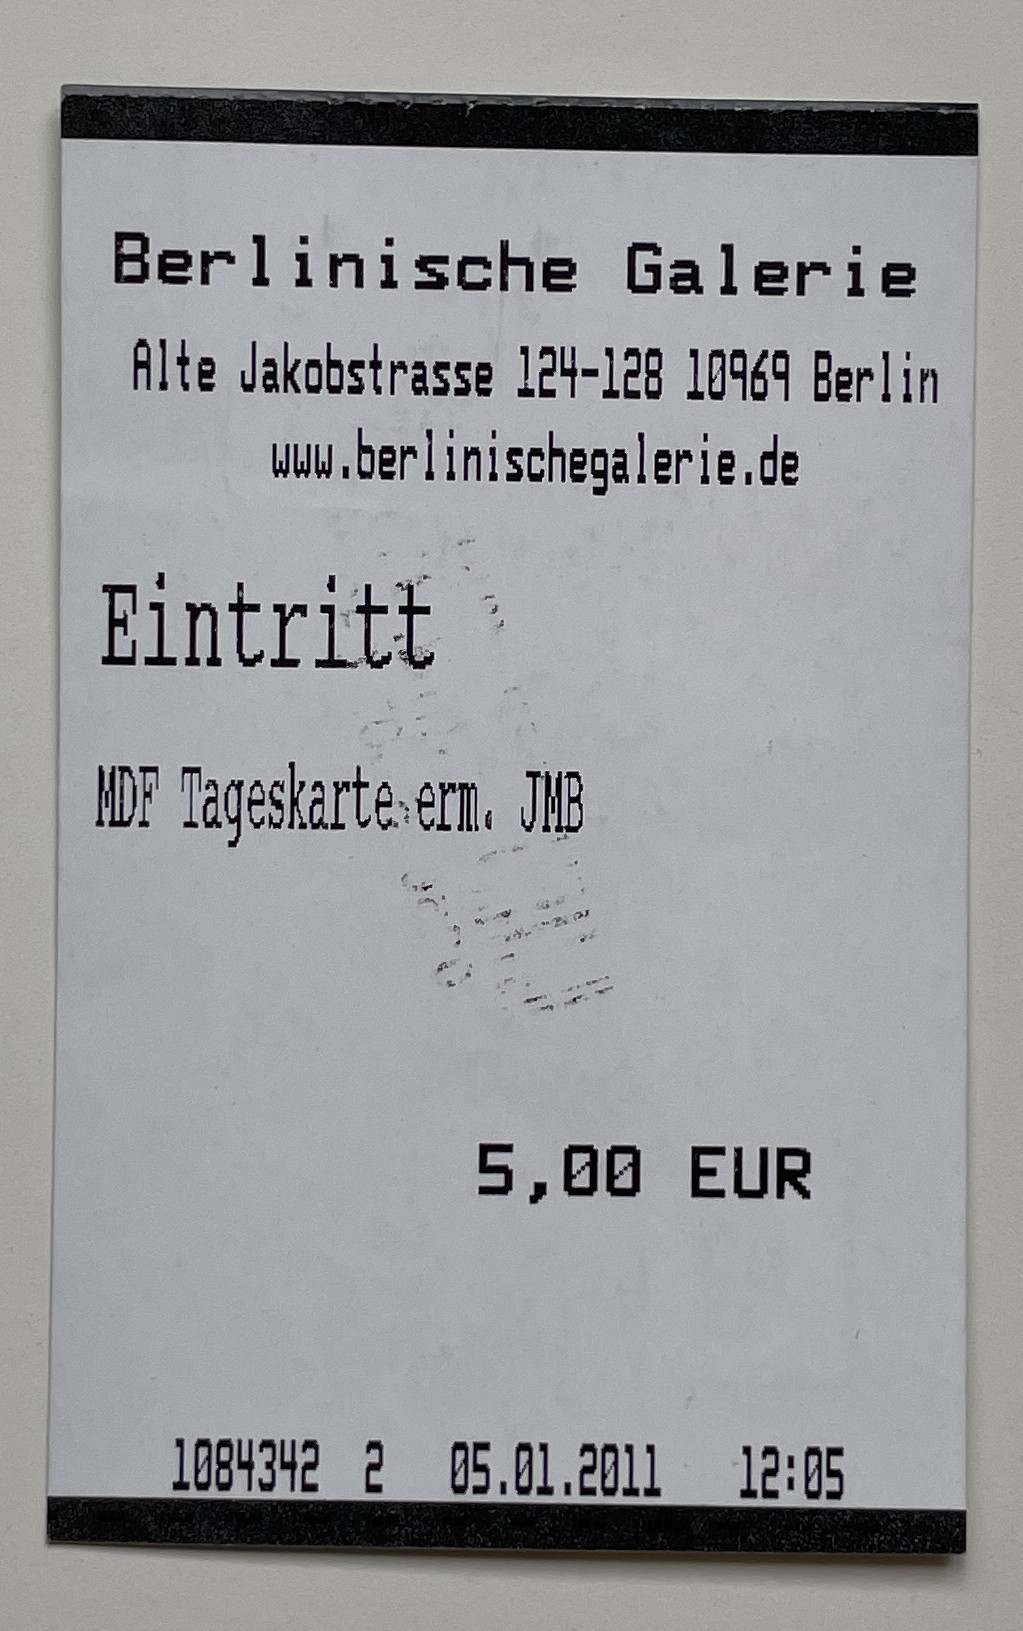 Berlinische Galerie
Alte Jakobstrasse 124-128 10969 Berlin
www.berlinischegalerie.de
Eintritt
MDF Tageskarte erm. JMB
5,00 EUR
1084342 2 05.01.2011 12:05